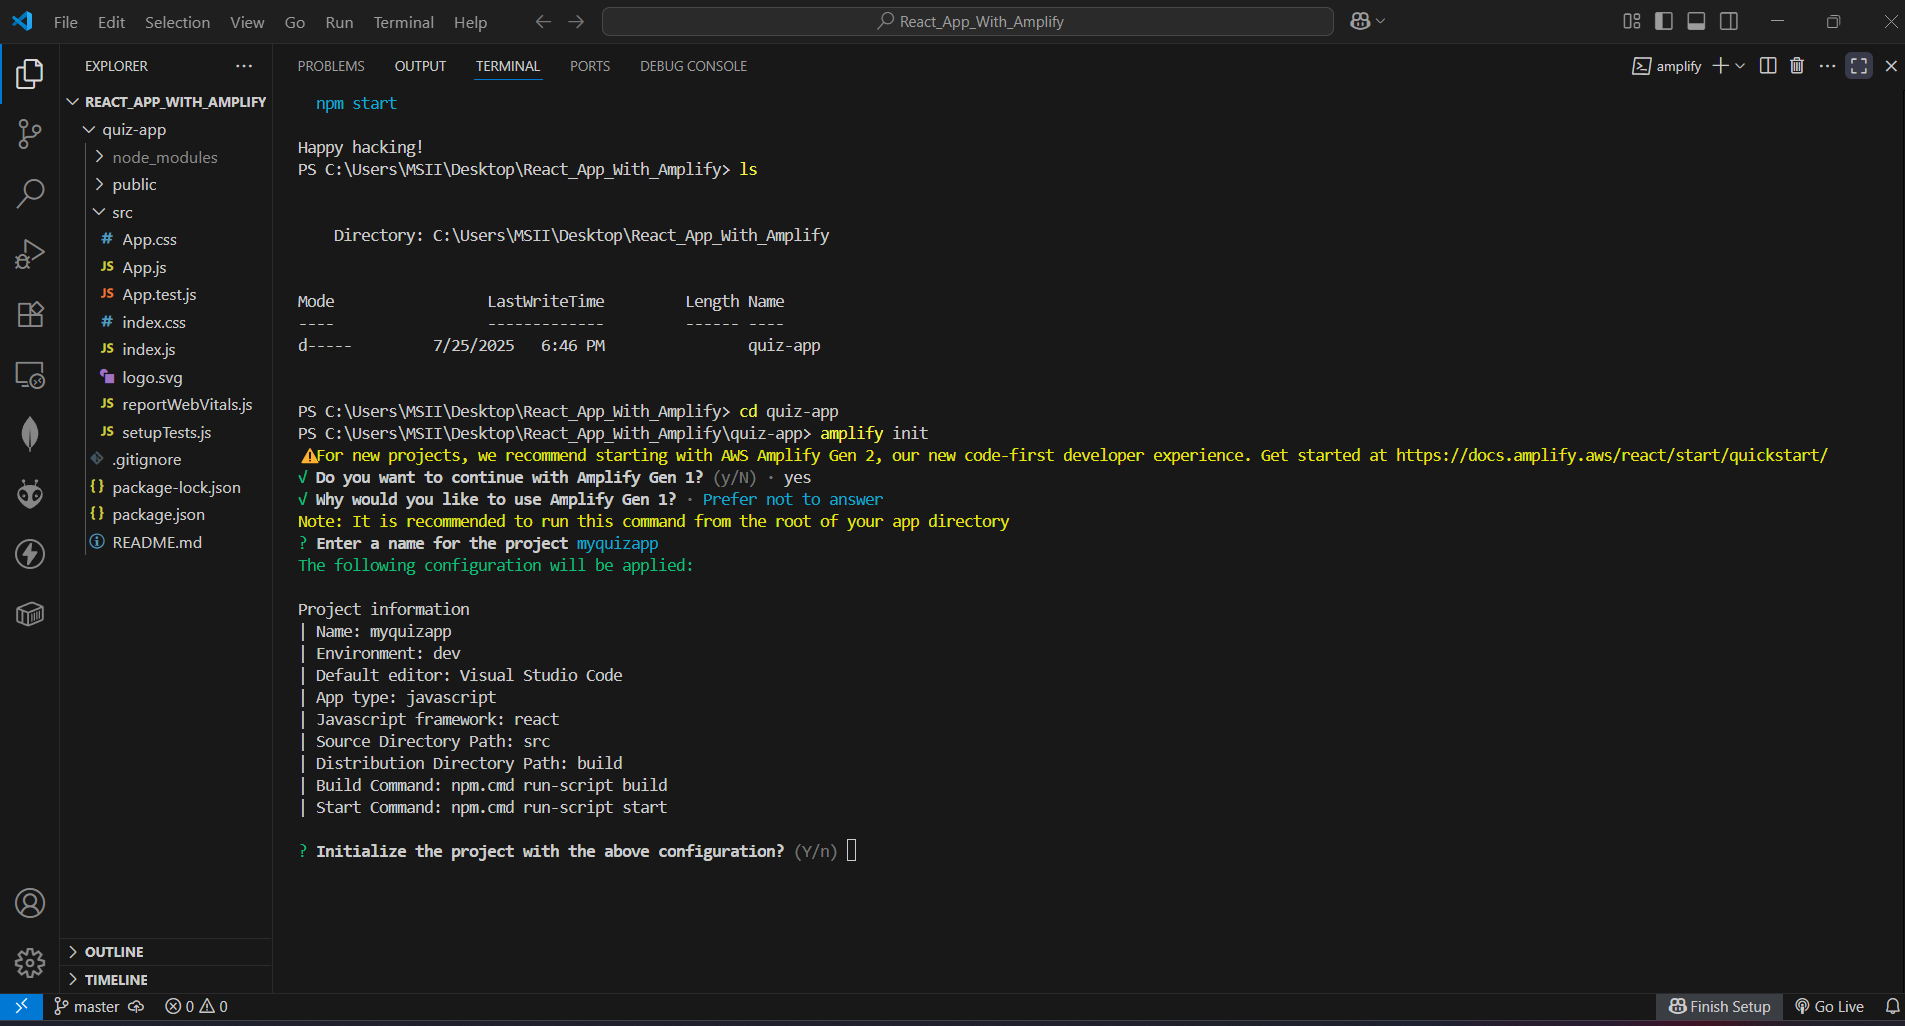 File Edit Selection View Go Run Terminal Help
React_App_With_Amplify
EXPLORER
REACT_APP_WITH_AMPLIFY
quiz-app
node_modules
public
src
# App.css
JS App.js
JS App.test.js
# index.css
JS index.js
logo.svg
JS reportWebVitals.js
JS setupTests.js
.gitignore
{} package-lock.json
{} package.json
README.md
OUTLINE
TIMELINE
PROBLEMS OUTPUT TERMINAL PORTS DEBUG CONSOLE
amplify
npm start
Happy hacking!
PS C:\Users\MSII\Desktop\React_App_With_Amplify> ls
Directory: C:\Users\MSII\Desktop\React_App_With_Amplify
Mode LastWriteTime Length Name
---- ------------- ------ ----
d----- 7/25/2025 6:46 PM quiz-app
PS C:\Users\MSII\Desktop\React_App_With_Amplify> cd quiz-app
PS C:\Users\MSII\Desktop\React_App_With_Amplify\quiz-app> amplify init
⚠️For new projects, we recommend starting with AWS Amplify Gen 2, our new code-first developer experience. Get started at https://docs.amplify.aws/react/start/quickstart/
√ Do you want to continue with Amplify Gen 1? (y/N) · yes
√ Why would you like to use Amplify Gen 1? · Prefer not to answer
Note: It is recommended to run this command from the root of your app directory
? Enter a name for the project myquizapp
The following configuration will be applied:
Project information
| Name: myquizapp
| Environment: dev
| Default editor: Visual Studio Code
| App type: javascript
| Javascript framework: react
| Source Directory Path: src
| Distribution Directory Path: build
| Build Command: npm.cmd run-script build
| Start Command: npm.cmd run-script start
? Initialize the project with the above configuration? (Y/n)
master 0 0 Finish Setup Go Live